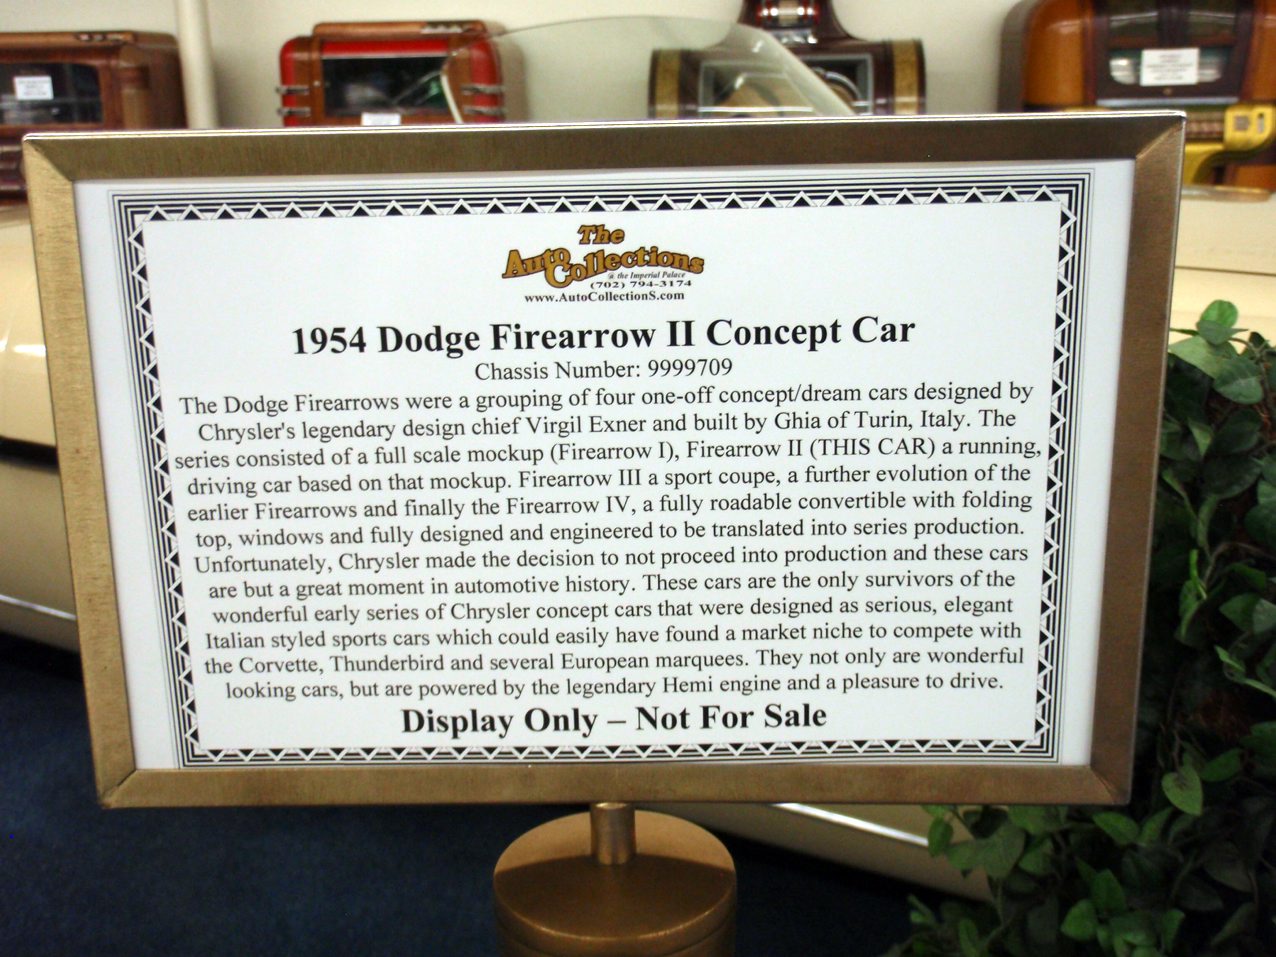 The
Auto
Collections
@ the Imperial Palace
(702) 794-3174
www.AutoCollectionS.com
1954 Dodge Firearrow II Concept Car
Chassis Number: 9999709
The Dodge Firearrows were a grouping of four one-off concept/dream cars designed by
Chrysler's legendary design chief Virgil Exner and built by Ghia of Turin, Italy. The
series consisted of a full scale mockup (Firearrow I), Firearrow II (THIS CAR) a running,
driving car based on that mockup. Firearrow III a sport coupe, a further evolution of the
earlier Firearrows and finally the Firearrow IV, a fully roadable convertible with folding
top, windows and fully designed and engineered to be translated into series production.
Unfortunately, Chrysler made the decision to not proceed into production and these cars
are but a great moment in automotive history. These cars are the only survivors of the
wonderful early series of Chrysler concept cars that were designed as serious, elegant
Italian styled sports cars which could easily have found a market niche to compete with
the Corvette, Thunderbird and several European marquees. They not only are wonderful
looking cars, but are powered by the legendary Hemi engine and a pleasure to drive.
Display Only – Not For Sale